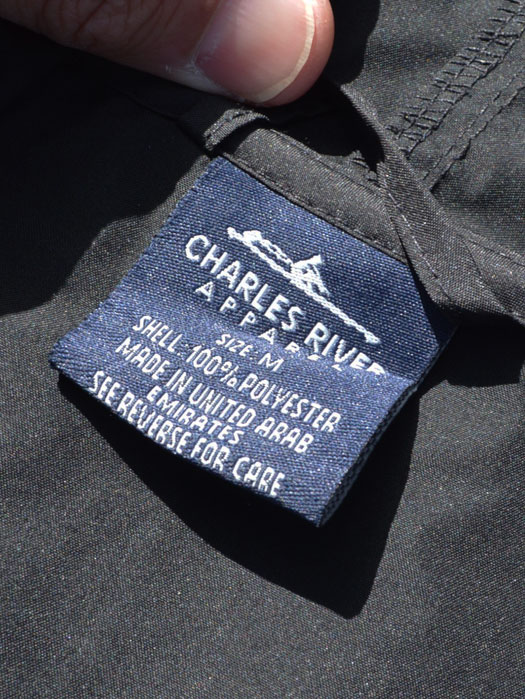 CHARLES RIVER
APPAREL
SIZE: M
SHELL: 100% POLYESTER
MADE IN UNITED ARAB
EMIRATES
SEE REVERSE FOR CARE